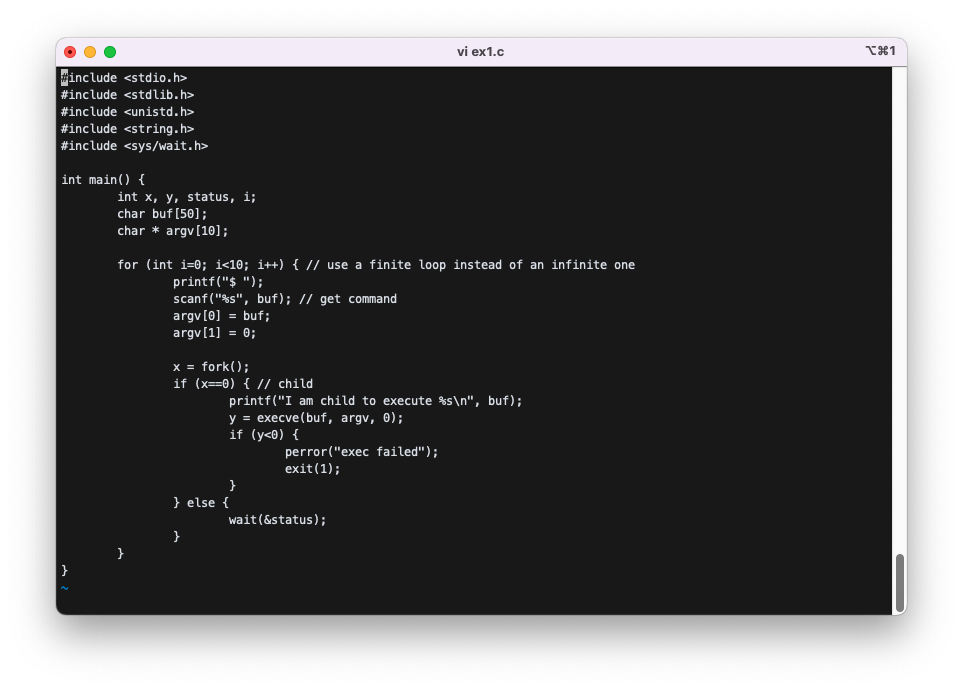 vi ex1.c
⌥⌘1
#include <stdio.h>
#include <stdlib.h>
#include <unistd.h>
#include <string.h>
#include <sys/wait.h>

int main() {
        int x, y, status, i;
        char buf[50];
        char * argv[10];

        for (int i=0; i<10; i++) { // use a finite loop instead of an infinite one
                printf("$ ");
                scanf("%s", buf); // get command
                argv[0] = buf;
                argv[1] = 0;

                x = fork();
                if (x==0) { // child
                        printf("I am child to execute %s\n", buf);
                        y = execve(buf, argv, 0);
                        if (y<0) {
                                perror("exec failed");
                                exit(1);
                        }
                } else {
                        wait(&status);
                }
        }
}
~